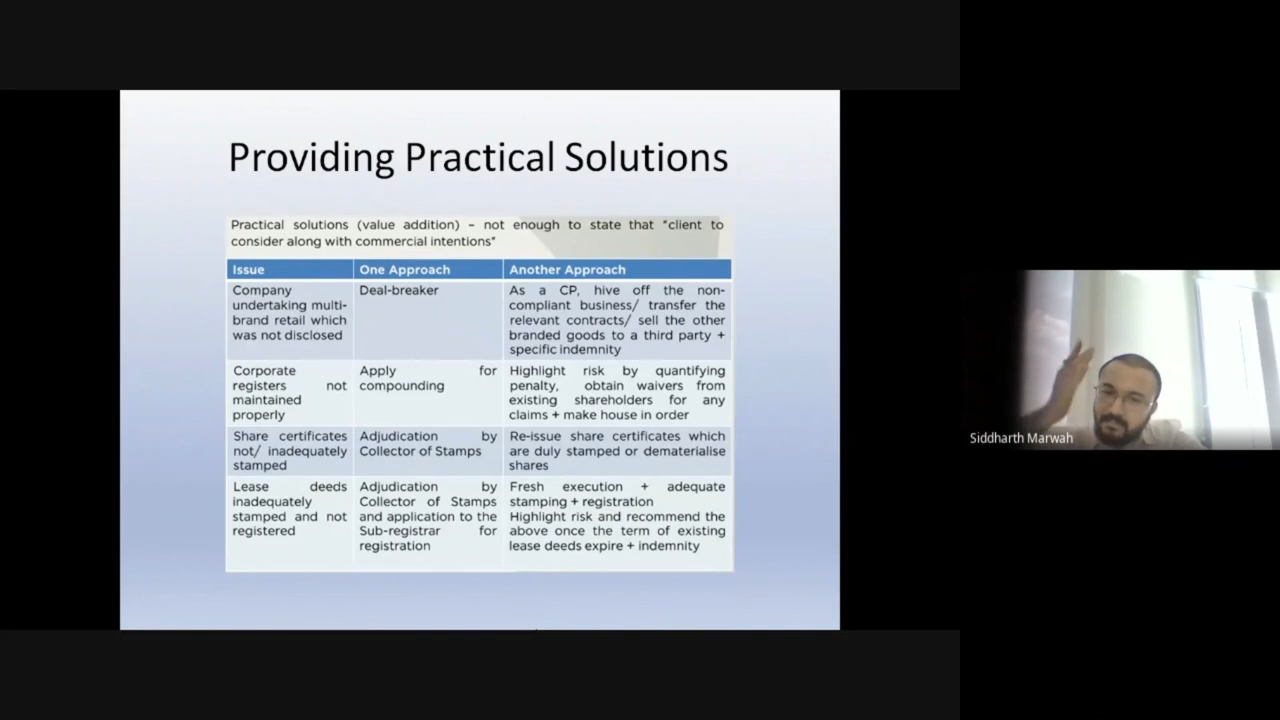 Providing Practical Solutions
Practical solutions (value addition) – not enough to state that "client to
consider along with commercial intentions"
Issue
One Approach
Another Approach
Company
undertaking multi-
brand retail which
was not disclosed
Deal-breaker
As a CP, hive off the non-
compliant business/ transfer the
relevant contracts/ sell the other
branded goods to a third party +
specific indemnity
Corporate
registers not
maintained
properly
Apply for
compounding
Highlight risk by quantifying
penalty, obtain waivers from
existing shareholders for any
claims + make house in order
Share certificates
not/ inadequately
stamped
Adjudication by
Collector of Stamps
Re-issue share certificates which
are duly stamped or dematerialise
shares
Lease deeds
inadequately
stamped and not
registered
Adjudication by
Collector of Stamps
and application to the
Sub-registrar for
registration
Fresh execution + adequate
stamping + registration
Highlight risk and recommend the
above once the term of existing
lease deeds expire + indemnity
Siddharth Marwah